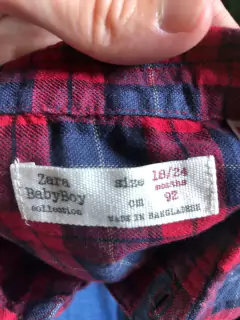 Zara
BabyBoy
collection
size 18/24
months
cm 92
MADE IN BANGLADESH